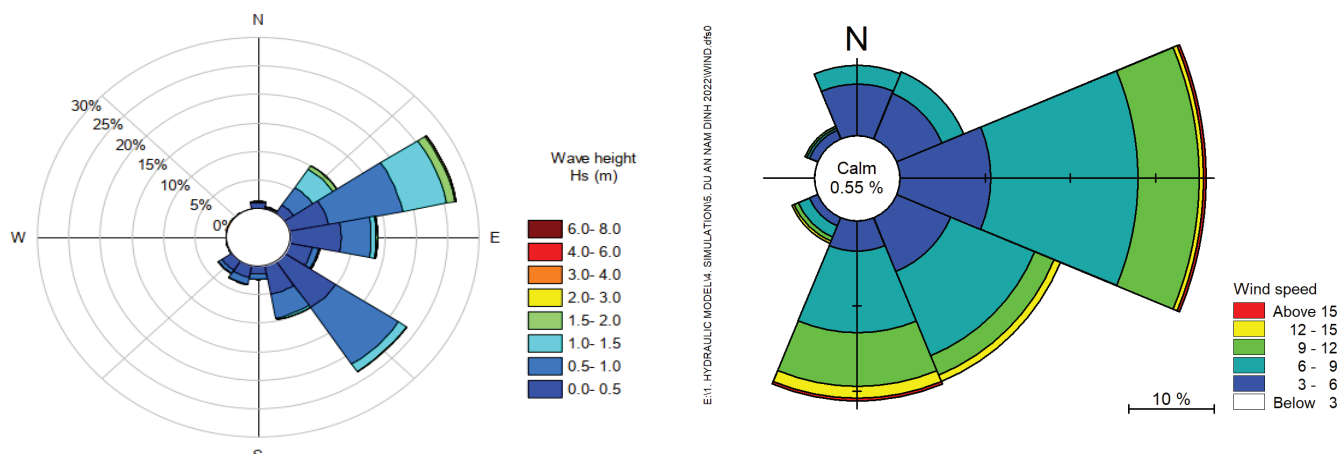 N
30%
25%
20%
15%
10%
5%
0%
W
E
Wave height
Hs (m)
6.0- 8.0
4.0- 6.0
3.0- 4.0
2.0- 3.0
1.5- 2.0
1.0- 1.5
0.5- 1.0
0.0- 0.5
E:\1. HYDRAULIC MODEL\4. SIMULATION\5. DU AN NAM DINH 2022\WIND.dfs0
N
Calm
0.55 %
10 %
Wind speed
Above 15
12 - 15
9 - 12
6 - 9
3 - 6
Below 3